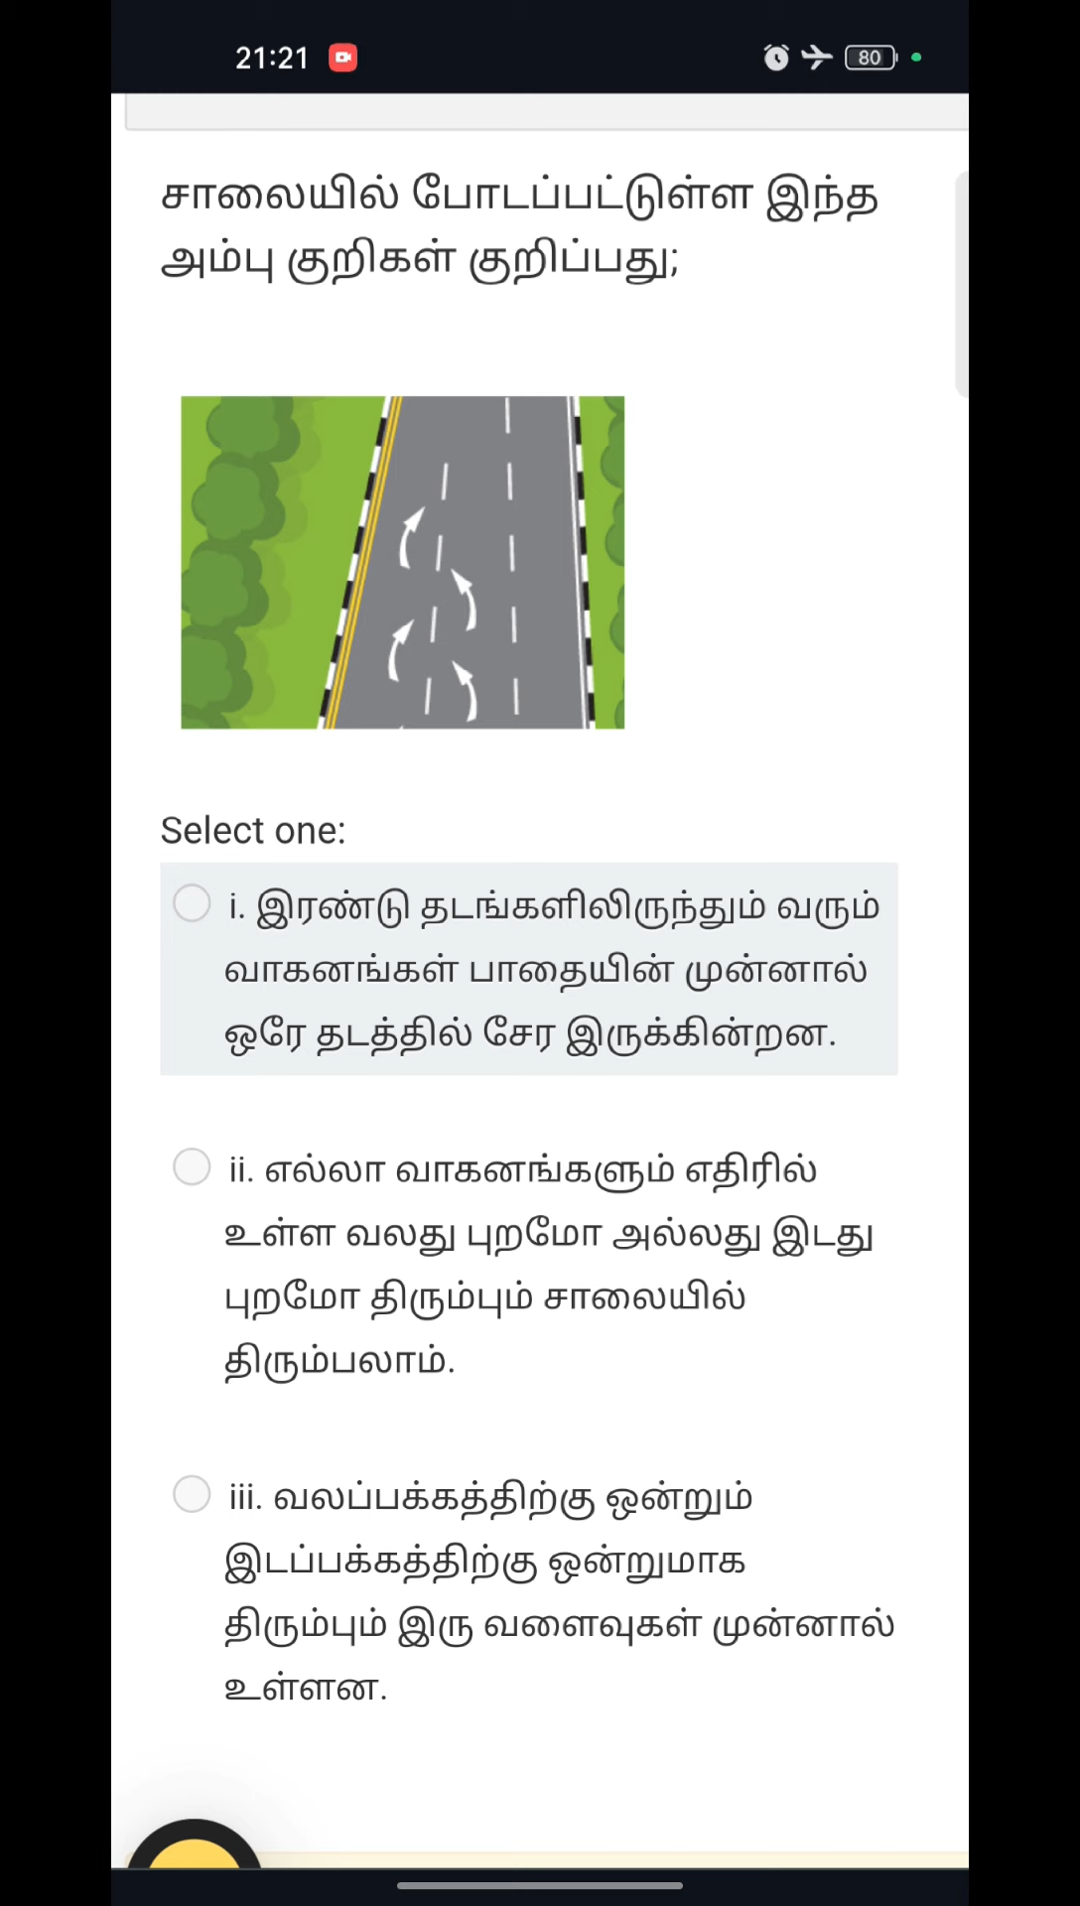 21:21
80
சாலையில் போடப்பட்டுள்ள இந்த
அம்பு குறிகள் குறிப்பது;
Select one:
i. இரண்டு தடங்களிலிருந்தும் வரும்
வாகனங்கள் பாதையின் முன்னால்
ஒரே தடத்தில் சேர இருக்கின்றன.
ii. எல்லா வாகனங்களும் எதிரில்
உள்ள வலது புறமோ அல்லது இடது
புறமோ திரும்பும் சாலையில்
திரும்பலாம்.
iii. வலப்பக்கத்திற்கு ஒன்றும்
இடப்பக்கத்திற்கு ஒன்றுமாக
திரும்பும் இரு வளைவுகள் முன்னால்
உள்ளன.